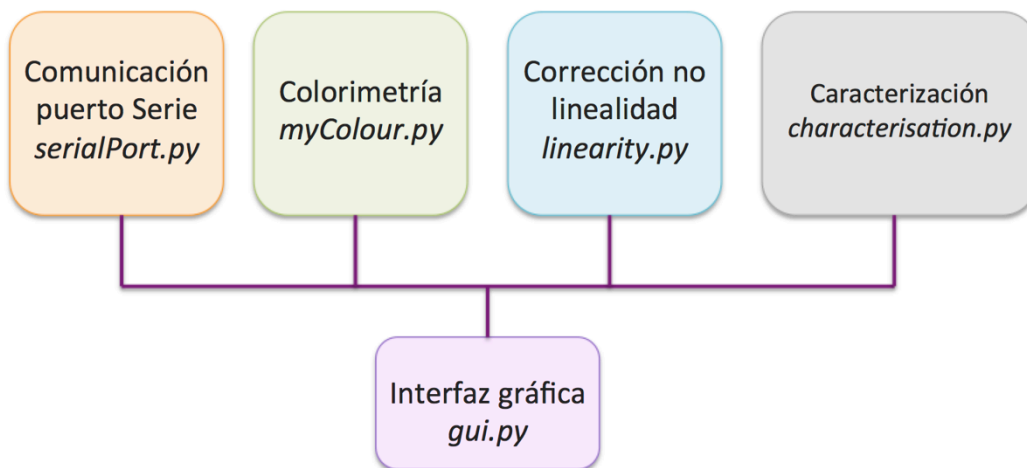 Comunicación
puerto Serie
serialPort.py
Colorimetría
myColour.py
Corrección no
linealidad
linearity.py
Caracterización
characterisation.py
Interfaz gráfica
gui.py